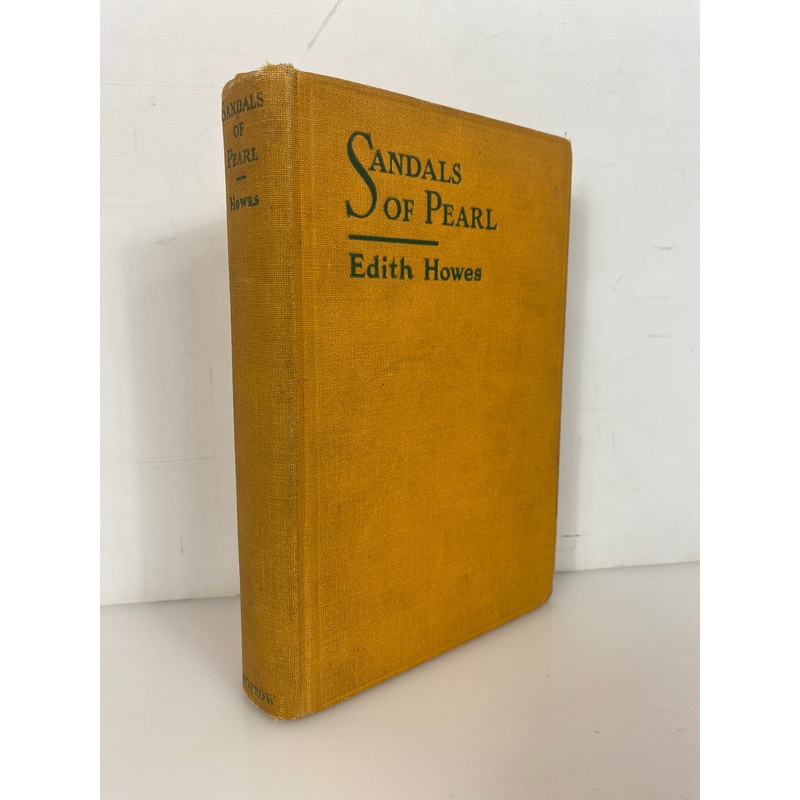 SANDALS
OF
PEARL
HOWES
SANDALS
OF PEARL
Edith Howes